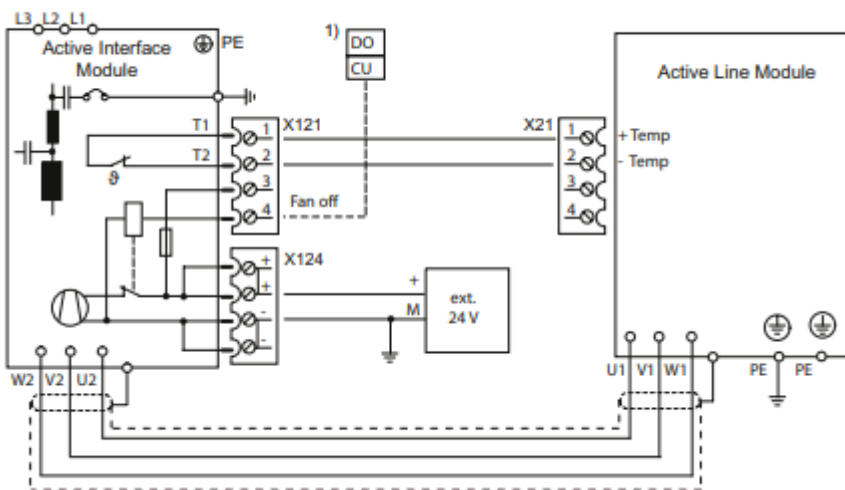 L3 L2 L1
Active Interface
Module
PE
1)
DO
CU
Active Line Module
T1
T2
ϑ
X121
1
2
3
4
Fan off
X21
1
2
3
4
+ Temp
- Temp
X124
+
+
-
-
+
M
ext.
24 V
W2 V2 U2
U1 V1 W1
PE PE